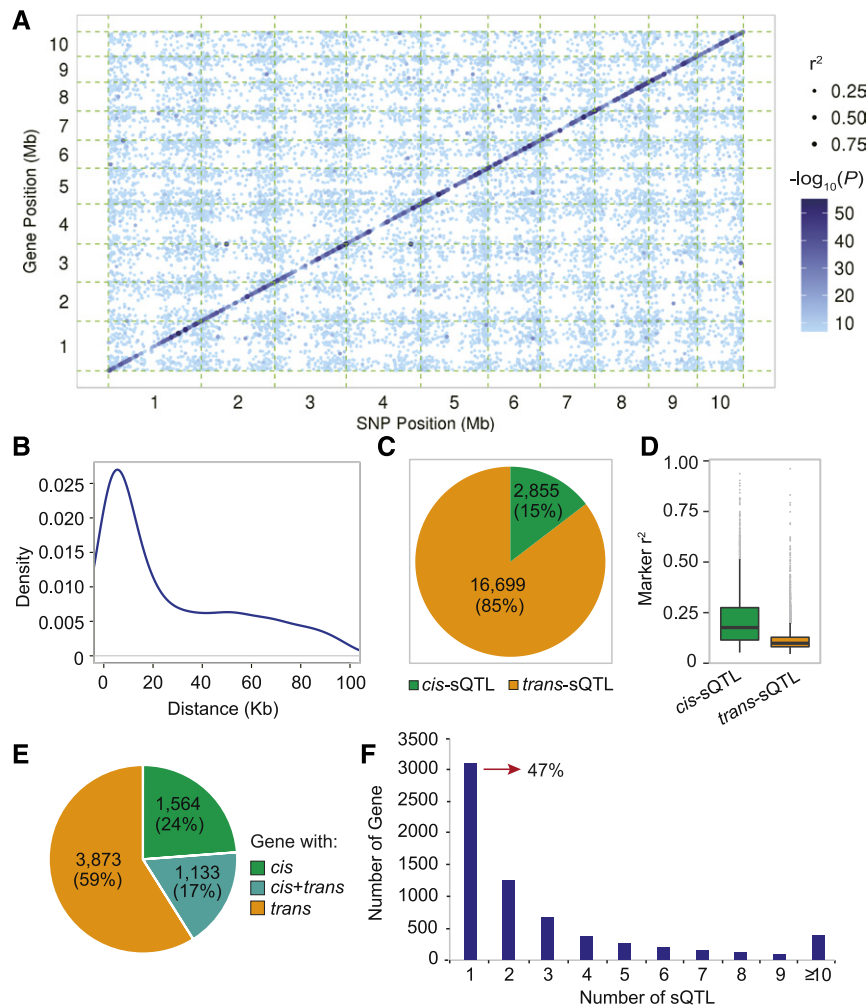 A
10
9
8
7
6
5
4
3
2
1
Gene Position (Mb)
1 2 3 4 5 6 7 8 9 10
SNP Position (Mb)
r²
0.25
0.50
0.75
-log₁₀(P)
50
40
30
20
10
B
0.025
0.020
0.015
0.010
0.005
0
Density
0 20 40 60 80 100
Distance (Kb)
C
2,855
(15%)
16,699
(85%)
cis-sQTL trans-sQTL
D
1.00
0.75
0.50
0.25
0
Marker r²
cis-sQTL
trans-sQTL
E
1,564
(24%)
3,873
(59%)
1,133
(17%)
Gene with:
cis
cis+trans
trans
F
3500
3000
2500
2000
1500
1000
500
0
Number of Gene
47%
1 2 3 4 5 6 7 8 9 ≥10
Number of sQTL